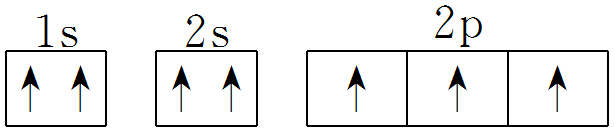 1s 2s 2p
↑ ↑ ↑ ↑ ↑ ↑ ↑